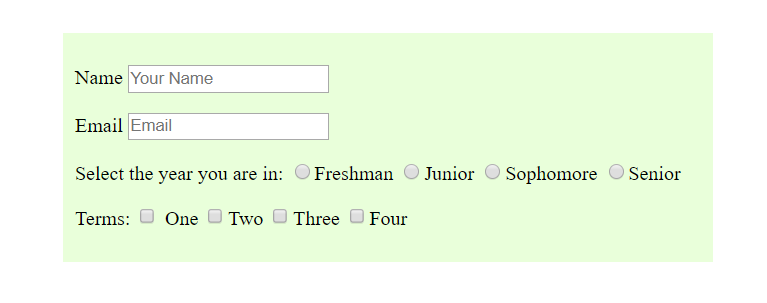 Name Your Name
Email Email
Select the year you are in: Freshman Junior Sophomore Senior
Terms: One Two Three Four